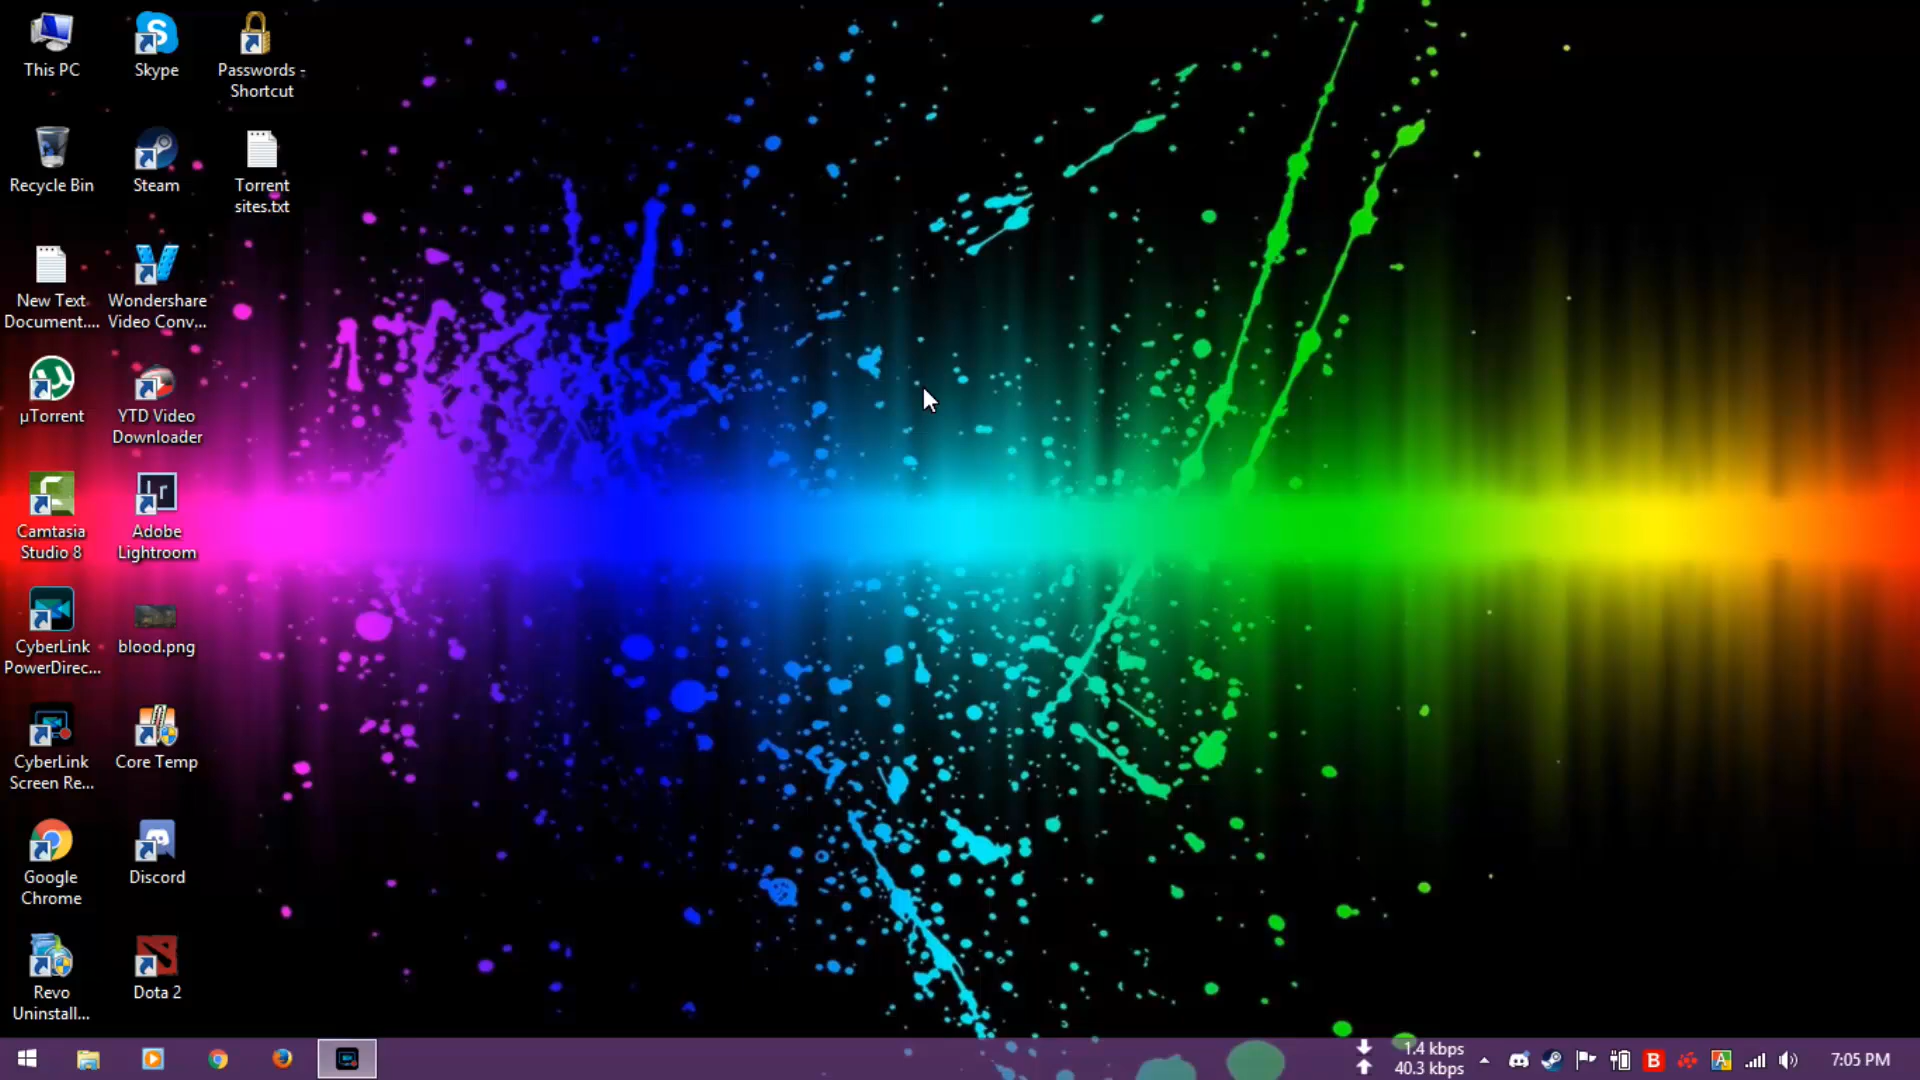 This PC
Skype
Passwords -
Shortcut
Recycle Bin
Steam
Torrent
sites.txt
New Text
Document....
Wondershare
Video Conv...
µTorrent
YTD Video
Downloader
Camtasia
Studio 8
Adobe
Lightroom
CyberLink
PowerDirec...
blood.png
CyberLink
Screen Re...
Core Temp
Google
Chrome
Discord
Revo
Uninstall...
Dota 2
1.4 kbps
40.3 kbps
7:05 PM